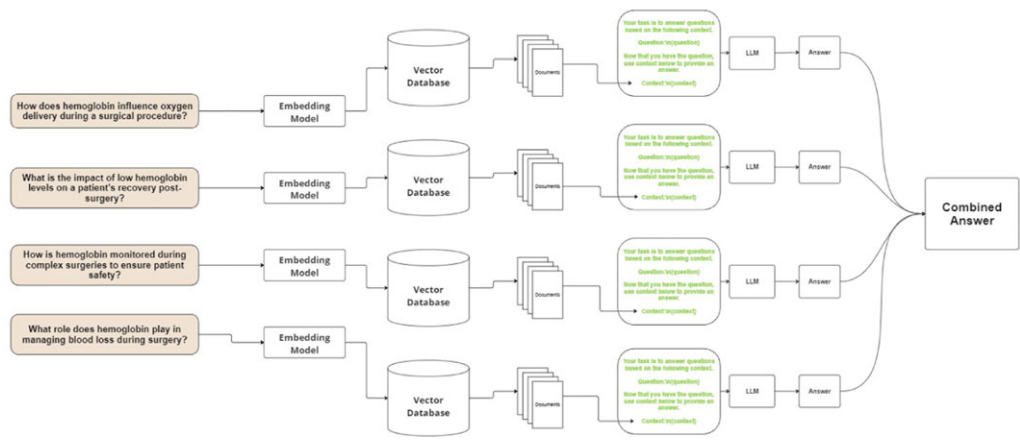 How does hemoglobin influence oxygen
delivery during a surgical procedure?
Embedding
Model
Vector
Database
Documents
Your task is to answer questions
based on the following context.
Question:\n{question}
Now that you have the question,
use context below to provide an
answer.
Context:\n{context}
LLM
Answer
What is the impact of low hemoglobin
levels on a patient's recovery post-
surgery?
Embedding
Model
Vector
Database
Documents
Your task is to answer questions
based on the following context.
Question:\n{question}
Now that you have the question,
use context below to provide an
answer.
Context:\n{context}
LLM
Answer
How is hemoglobin monitored during
complex surgeries to ensure patient
safety?
Embedding
Model
Vector
Database
Documents
Your task is to answer questions
based on the following context.
Question:\n{question}
Now that you have the question,
use context below to provide an
answer.
Context:\n{context}
LLM
Answer
What role does hemoglobin play in
managing blood loss during surgery?
Embedding
Model
Vector
Database
Documents
Your task is to answer questions
based on the following context.
Question:\n{question}
Now that you have the question,
use context below to provide an
answer.
Context:\n{context}
LLM
Answer
Combined
Answer